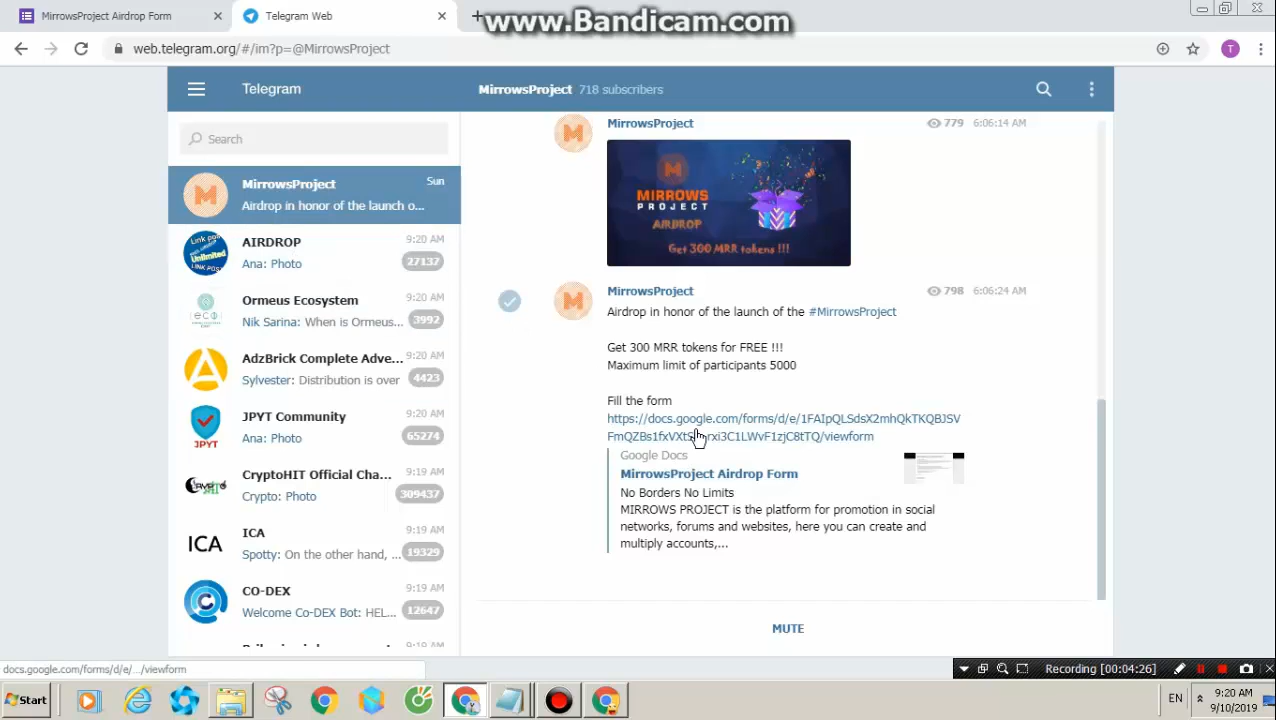 MirrowsProject Airdrop Form
Telegram Web
www.Bandicam.com
web.telegram.org/#/im?p=@MirrowsProject
T
Telegram
MirrowsProject 718 subscribers
Search
MirrowsProject Sun
Airdrop in honor of the launch o...
AIRDROP 9:20 AM
Ana: Photo 27137
Ormeus Ecosystem 9:20 AM
Nik Sarina: When is Ormeus... 3992
AdzBrick Complete Adve... 9:20 AM
Sylvester: Distribution is over 4423
JPYT Community 9:20 AM
Ana: Photo 65274
CryptoHIT Official Cha... 9:19 AM
Crypto: Photo 309437
ICA 9:19 AM
Spotty: On the other hand, ... 19329
CO-DEX 9:19 AM
Welcome Co-DEX Bot: HEL... 12647
Link pos
Unlimited
LINK POS
eco
JPYT
ICA
MirrowsProject 779 6:06:14 AM
MIRROWS
PROJECT
AIRDROP
Get 300 MRR tokens !!!
MirrowsProject 798 6:06:24 AM
Airdrop in honor of the launch of the #MirrowsProject
Get 300 MRR tokens for FREE !!!
Maximum limit of participants 5000
Fill the form
https://docs.google.com/forms/d/e/1FAIpQLSdsX2mhQkTKQBJSV
Google Docs
MirrowsProject Airdrop Form
No Borders No Limits
MIRROWS PROJECT is the platform for promotion in social
networks, forums and websites, here you can create and
multiply accounts,...
MUTE
docs.google.com/forms/d/e/.../viewform
Recording [00:04:26]
Start
EN
9:20 AM
9/10/2019